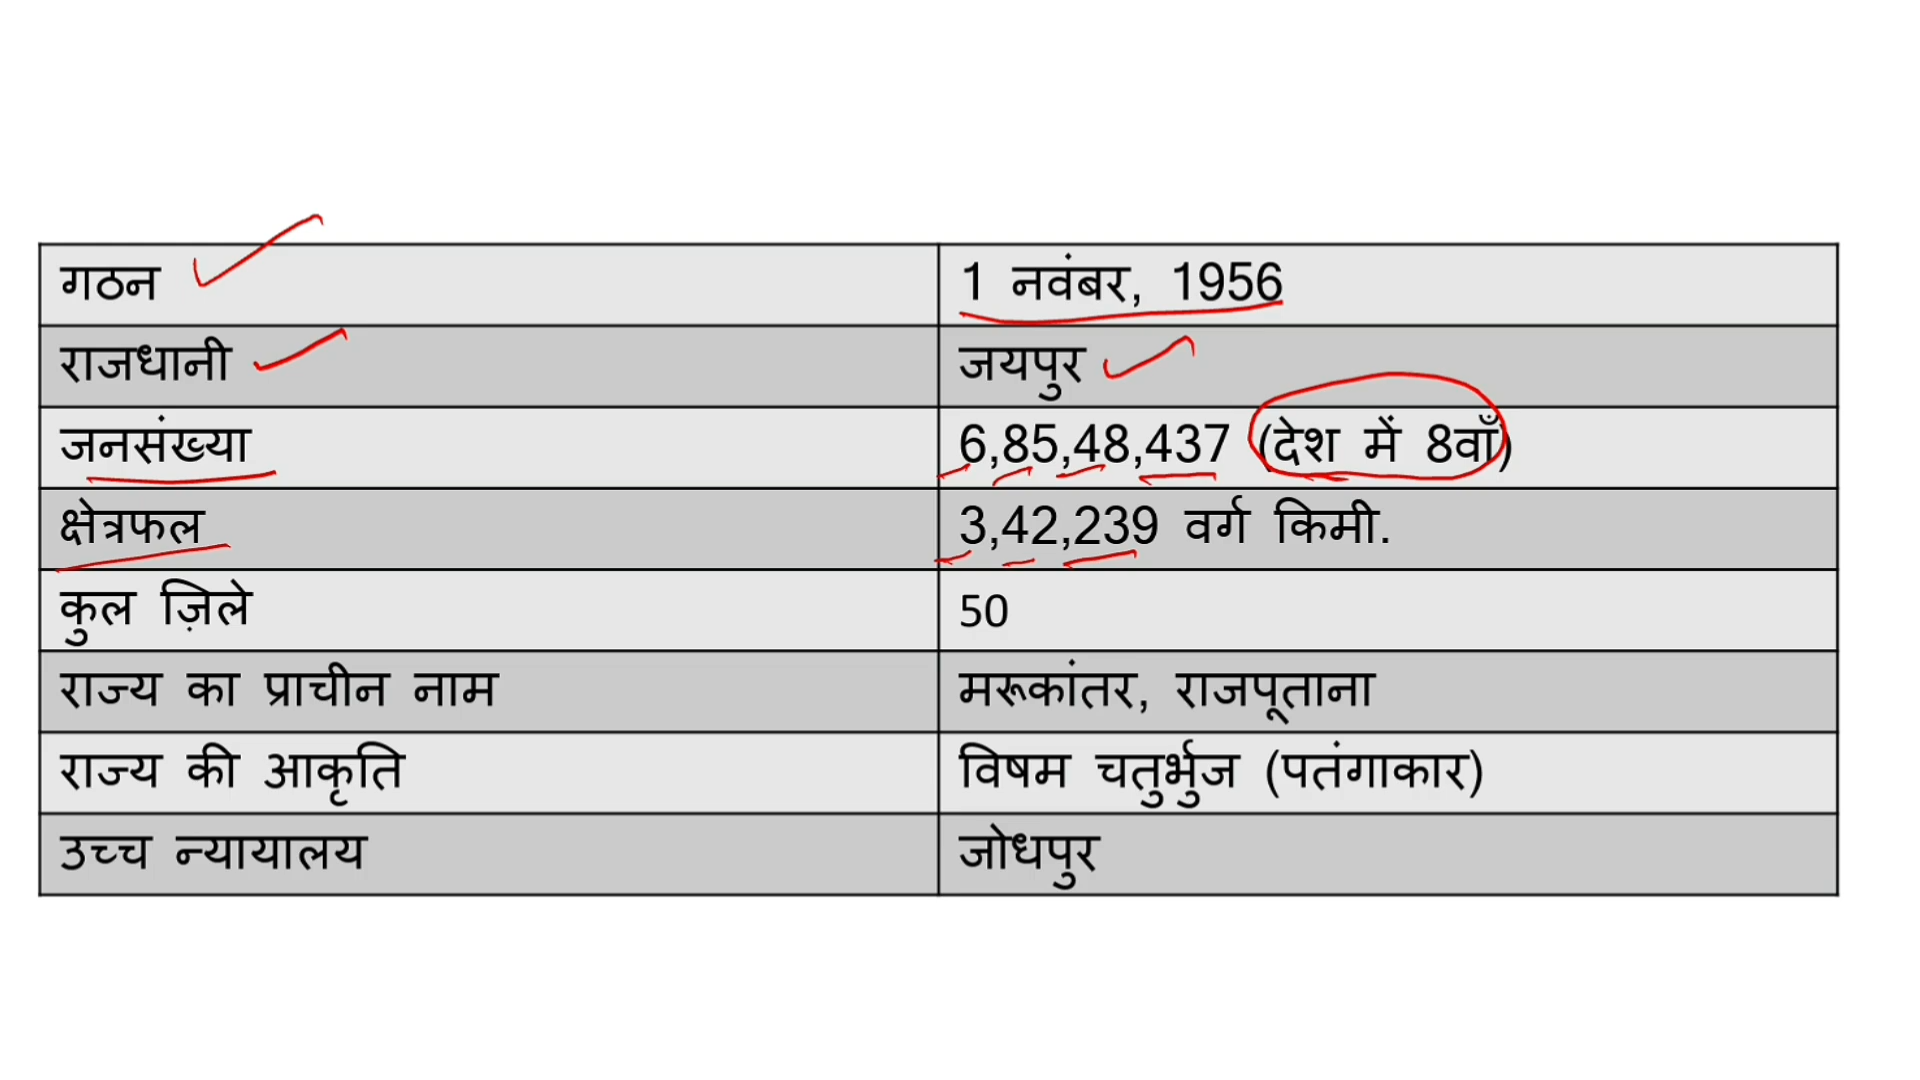 गठन 1 नवंबर, 1956
राजधानी जयपुर
जनसंख्या 6,85,48,437 (देश में 8वाँ)
क्षेत्रफल 3,42,239 वर्ग किमी.
कुल ज़िले 50
राज्य का प्राचीन नाम मरूकांतर, राजपूताना
राज्य की आकृति विषम चतुर्भुज (पतंगाकार)
उच्च न्यायालय जोधपुर